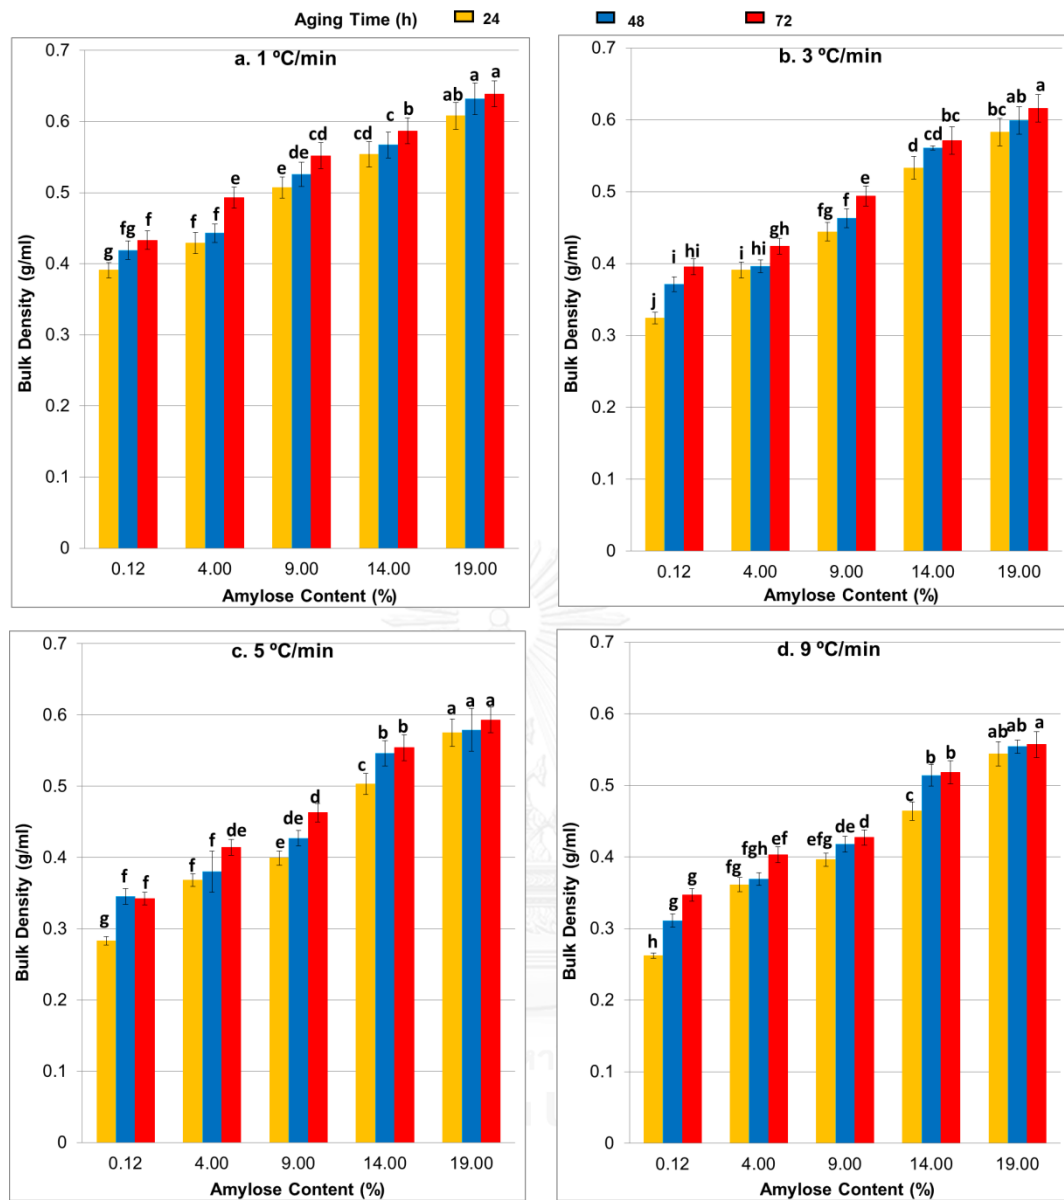 Aging Time (h) 24 48 72
a. 1 ºC/min
0.7
0.6
0.5
0.4
0.3
0.2
0.1
0
Bulk Density (g/ml)
g fg f f f e e de cd cd c b ab a a
0.12 4.00 9.00 14.00 19.00
Amylose Content (%)
b. 3 ºC/min
0.7
0.6
0.5
0.4
0.3
0.2
0.1
0
Bulk Density (g/ml)
j i hi i hi gh fg f e d cd bc bc ab a
0.12 4.00 9.00 14.00 19.00
Amylose Content (%)
c. 5 ºC/min
0.7
0.6
0.5
0.4
0.3
0.2
0.1
0
Bulk Density (g/ml)
g f f f f de e de d c b b a a a
0.12 4.00 9.00 14.00 19.00
Amylose Content (%)
d. 9 ºC/min
0.7
0.6
0.5
0.4
0.3
0.2
0.1
0
Bulk Density (g/ml)
h g g fg fgh ef efg de d c b b ab ab a
0.12 4.00 9.00 14.00 19.00
Amylose Content (%)